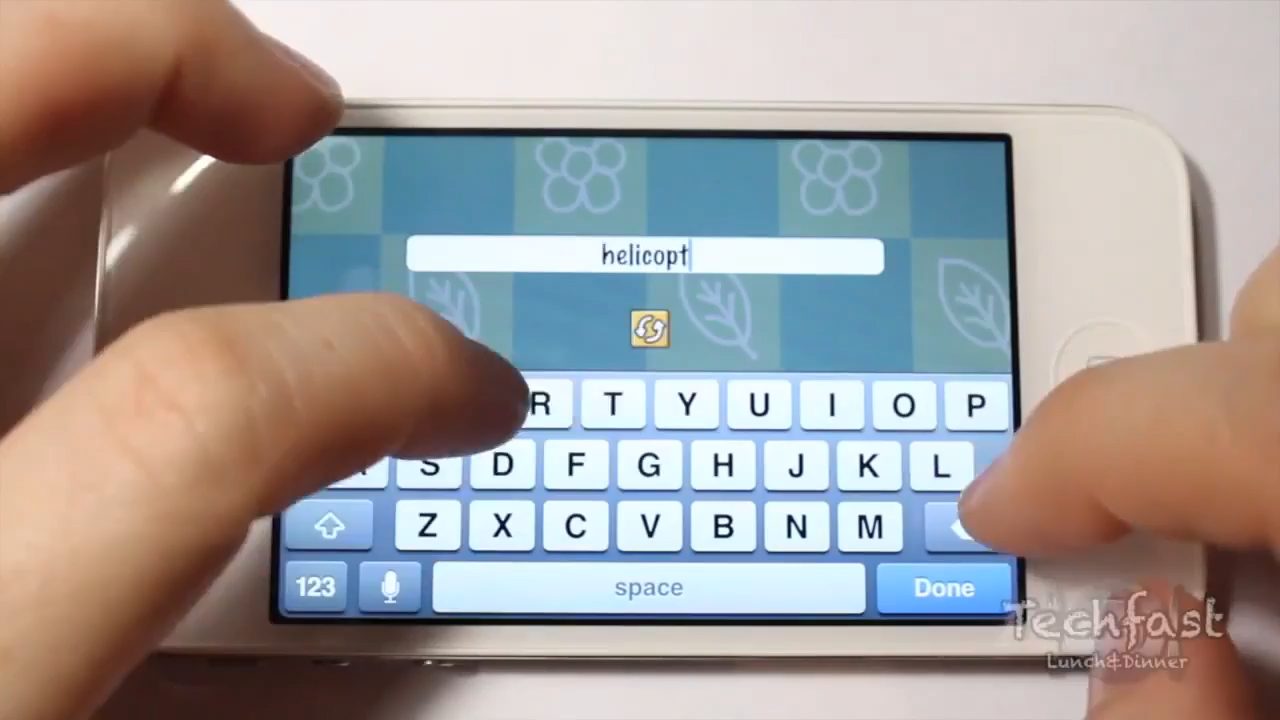 helicopt
R T Y U I O P
S D F G H J K L
Z X C V B N M
123 space Done
Techfast
Lunch&Dinner